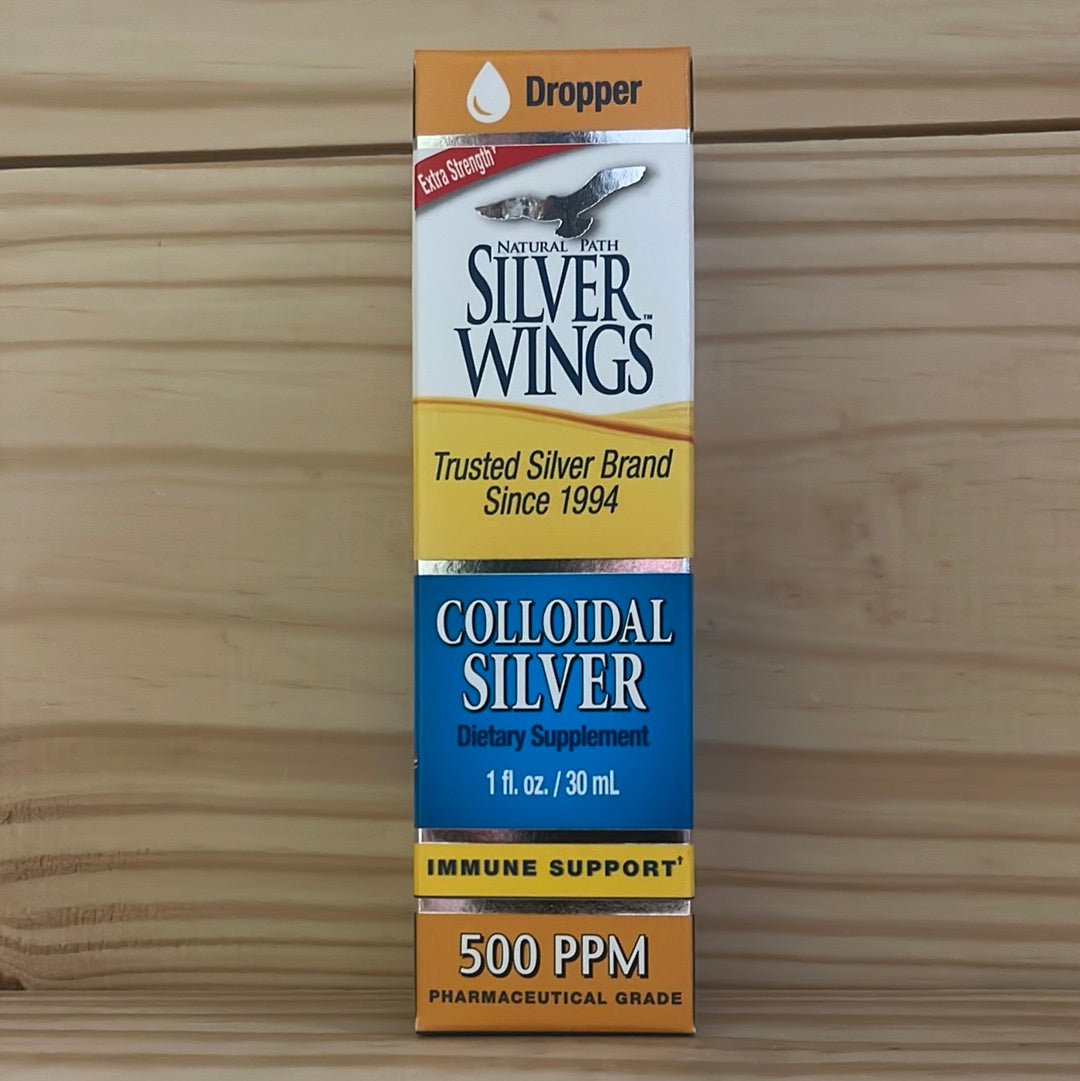 Dropper
Extra Strength†
NATURAL PATH
SILVER
WINGS™
Trusted Silver Brand
Since 1994
COLLOIDAL
SILVER
Dietary Supplement
1 fl. oz. / 30 mL
IMMUNE SUPPORT†
500 PPM
PHARMACEUTICAL GRADE